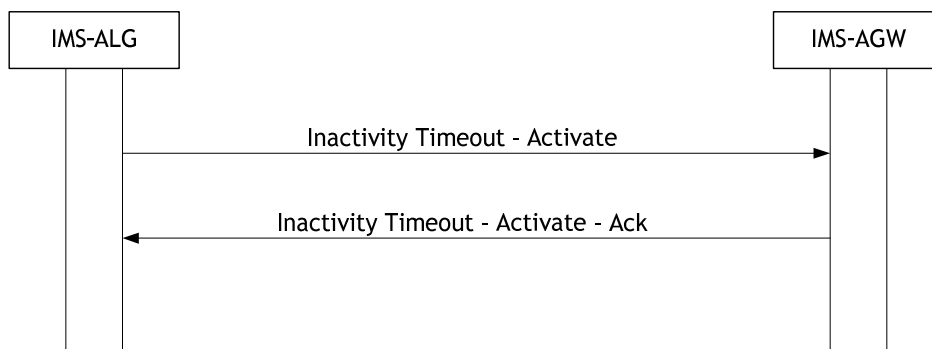 IMS-ALG
IMS-AGW
Inactivity Timeout - Activate
Inactivity Timeout - Activate - Ack